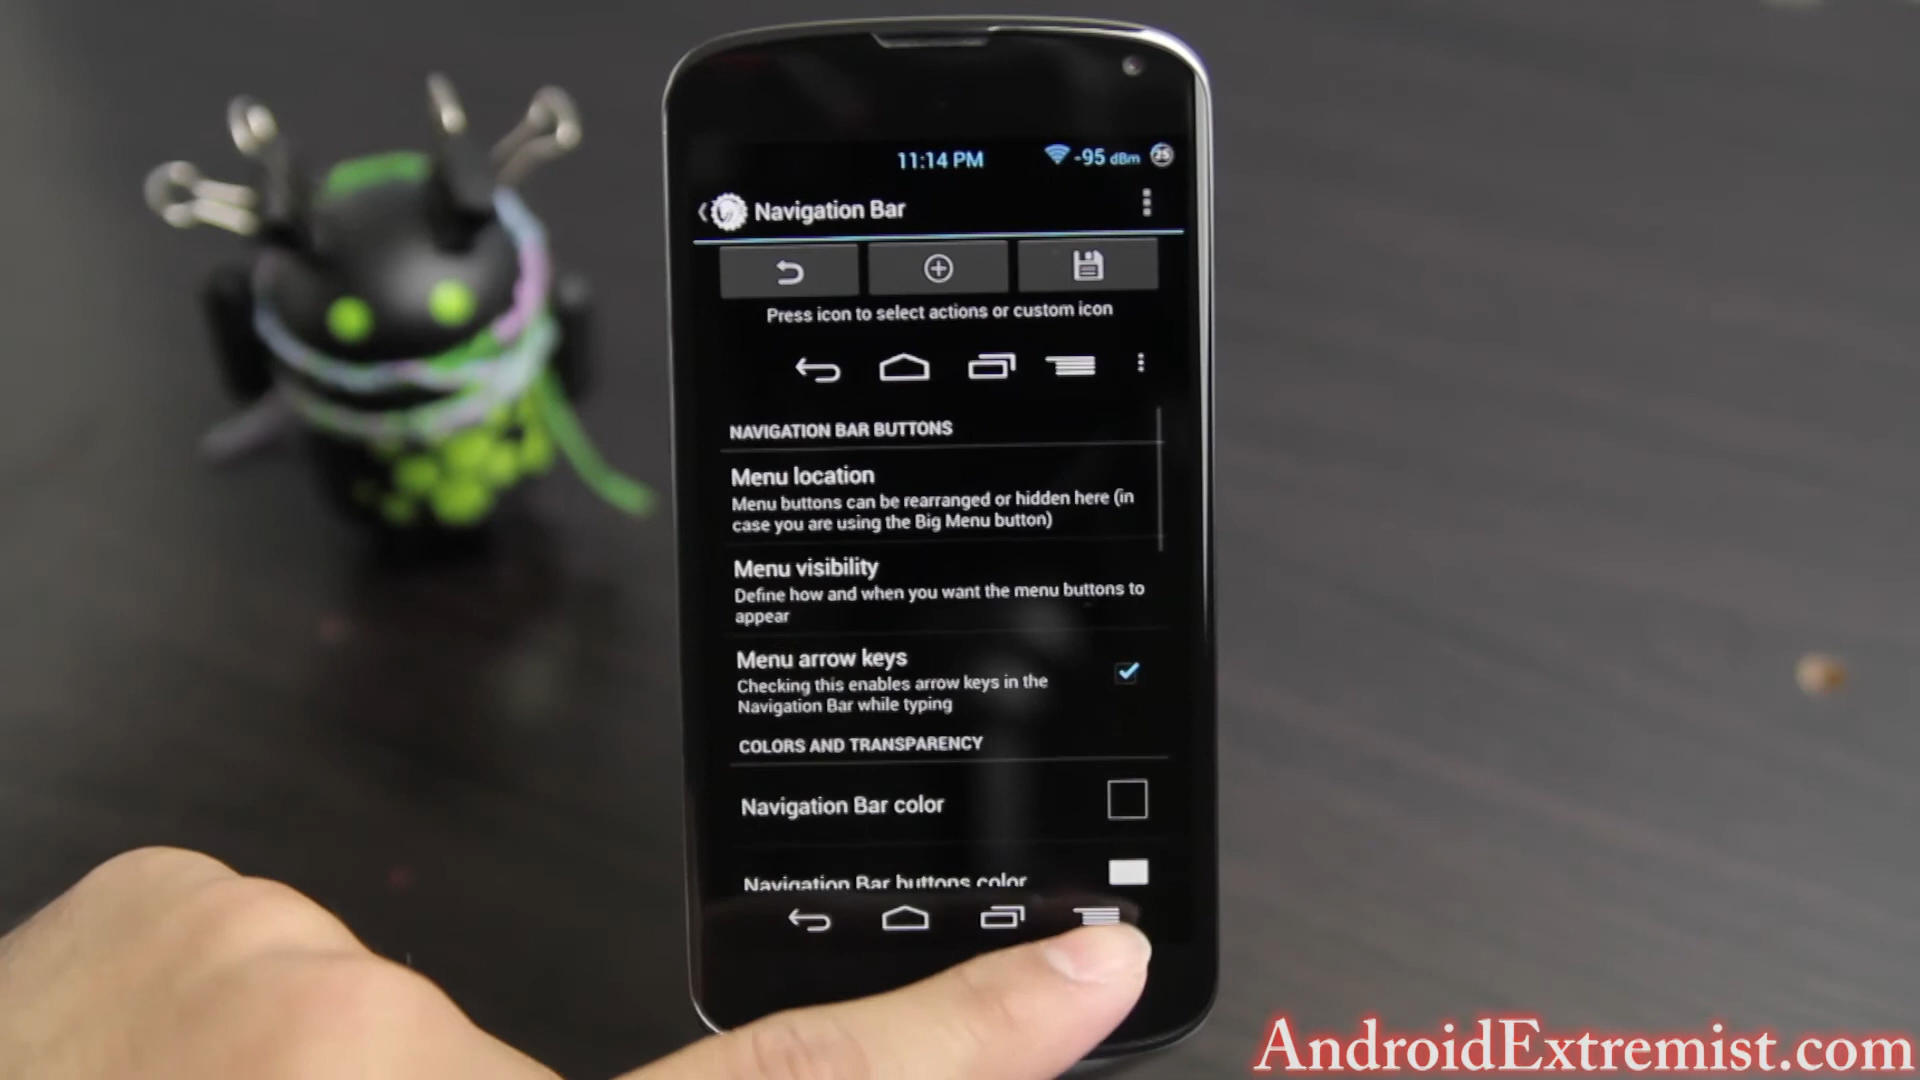 11:14 PM
-95 dBm
25
Navigation Bar
Press icon to select actions or custom icon
NAVIGATION BAR BUTTONS
Menu location
Menu buttons can be rearranged or hidden here (in
case you are using the Big Menu button)
Menu visibility
Define how and when you want the menu buttons to
appear
Menu arrow keys
Checking this enables arrow keys in the
Navigation Bar while typing
COLORS AND TRANSPARENCY
Navigation Bar color
Navigation Bar buttons color
AndroidExtremist.com